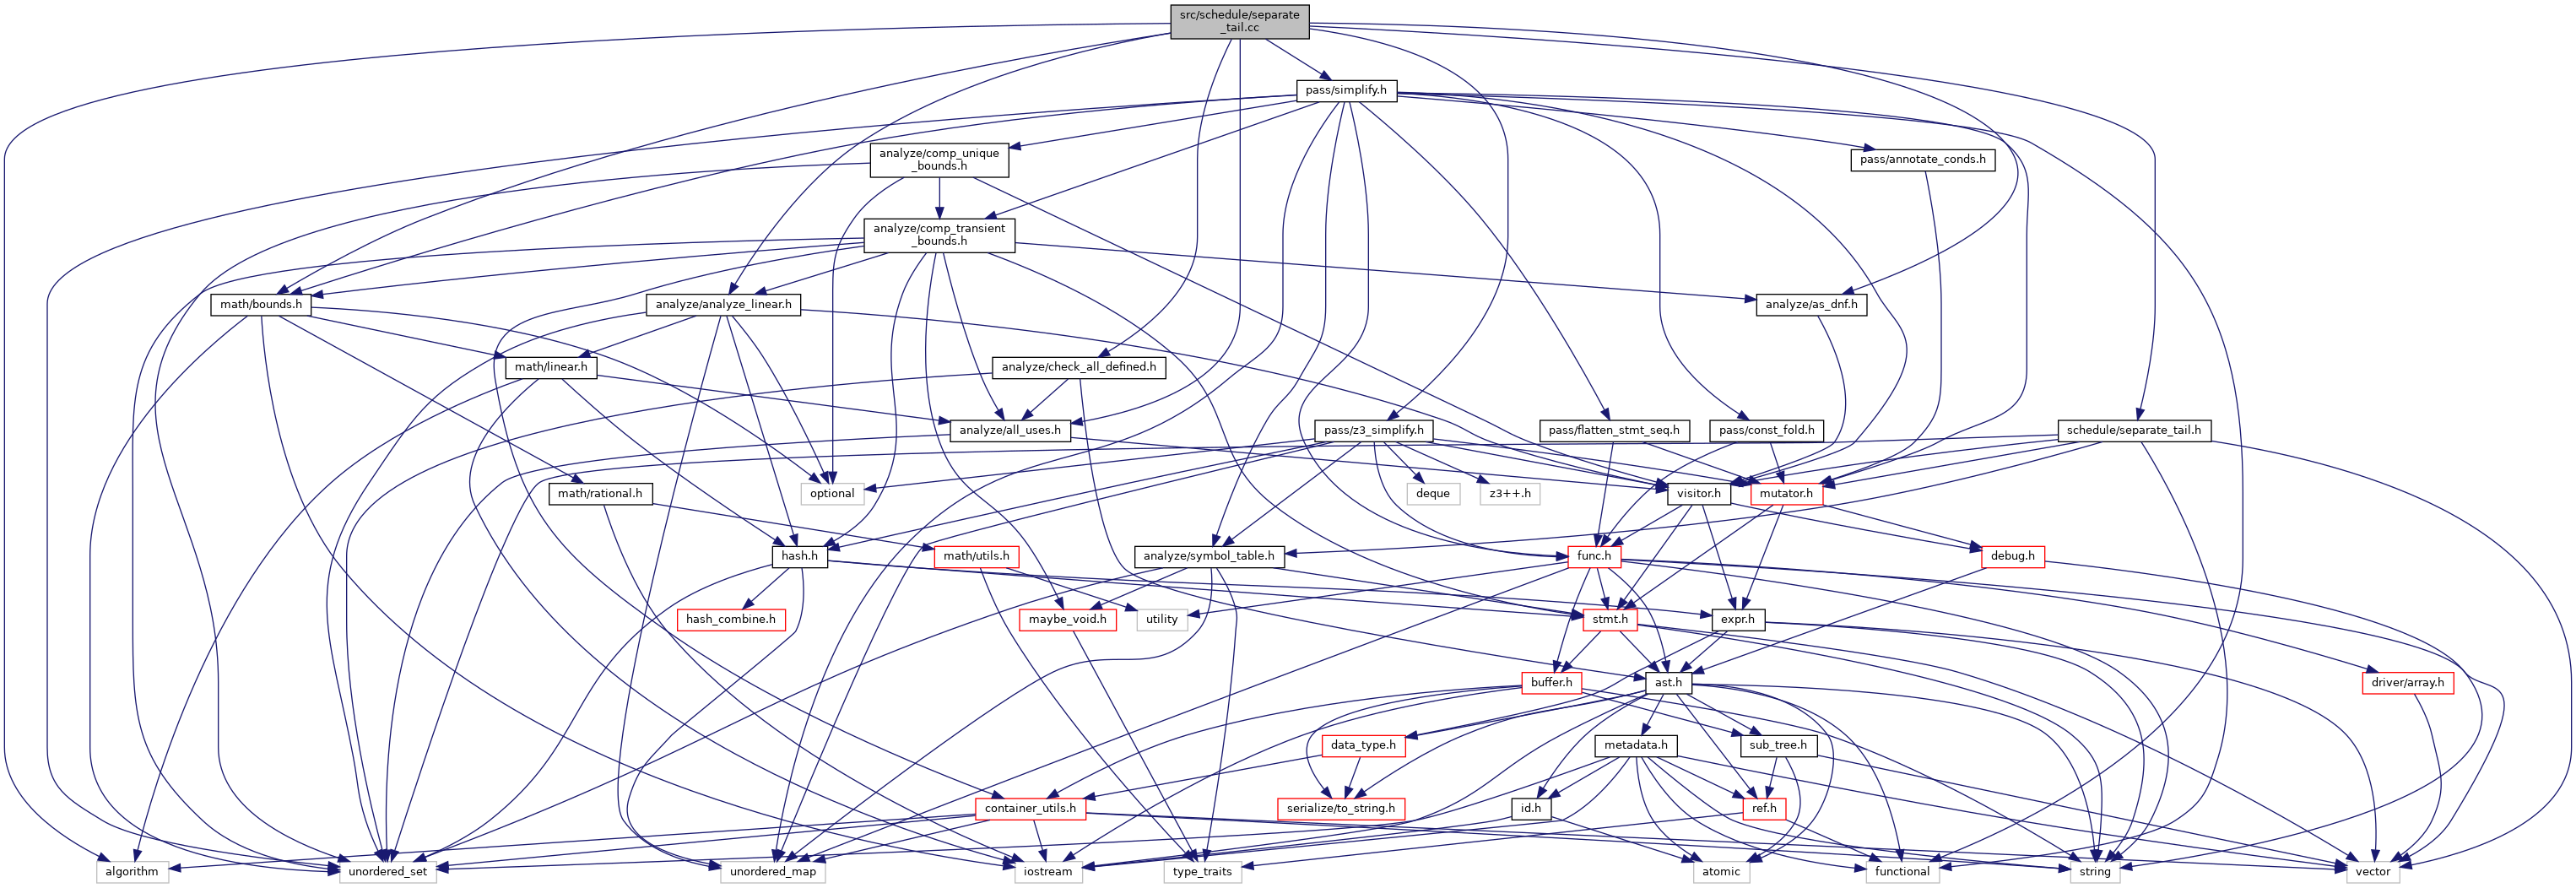 src/schedule/separate
_tail.cc
pass/simplify.h
analyze/comp_unique
_bounds.h
pass/annotate_conds.h
analyze/comp_transient
_bounds.h
math/bounds.h
analyze/analyze_linear.h
analyze/as_dnf.h
math/linear.h
analyze/check_all_defined.h
analyze/all_uses.h
pass/z3_simplify.h
pass/flatten_stmt_seq.h
pass/const_fold.h
schedule/separate_tail.h
math/rational.h
optional
deque
z3++.h
visitor.h
mutator.h
hash.h
math/utils.h
analyze/symbol_table.h
func.h
debug.h
hash_combine.h
maybe_void.h
utility
stmt.h
expr.h
buffer.h
ast.h
driver/array.h
data_type.h
metadata.h
sub_tree.h
container_utils.h
serialize/to_string.h
id.h
ref.h
algorithm
unordered_set
unordered_map
iostream
type_traits
atomic
functional
string
vector